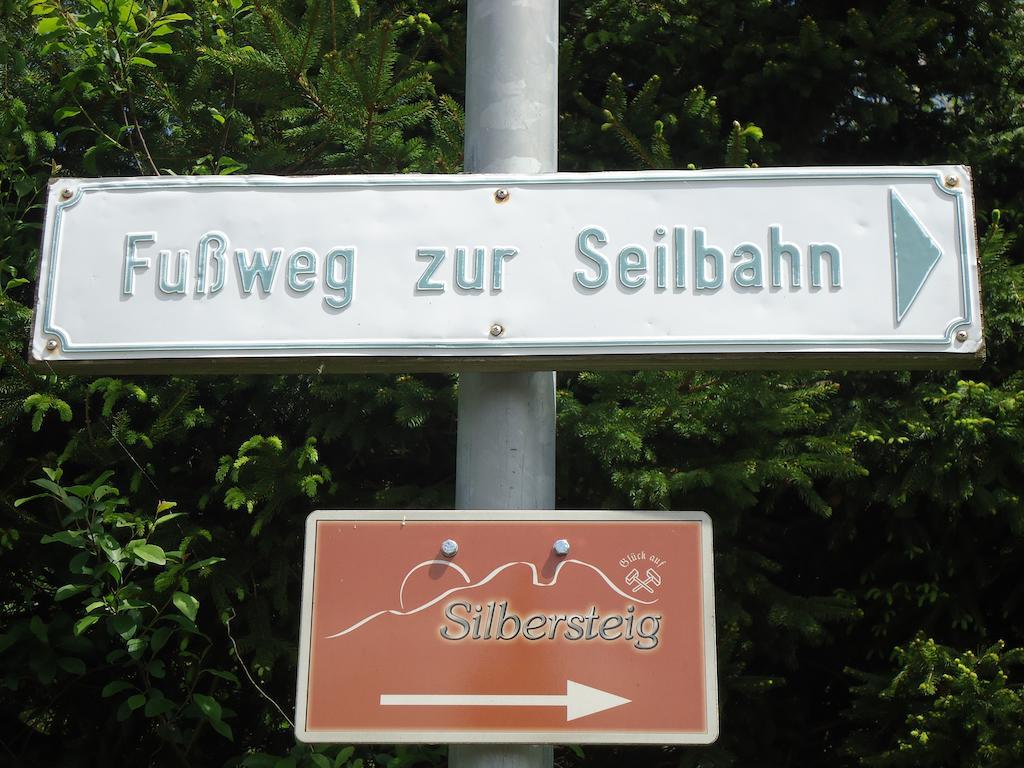 Fußweg zur Seilbahn
Glück auf
Silbersteig